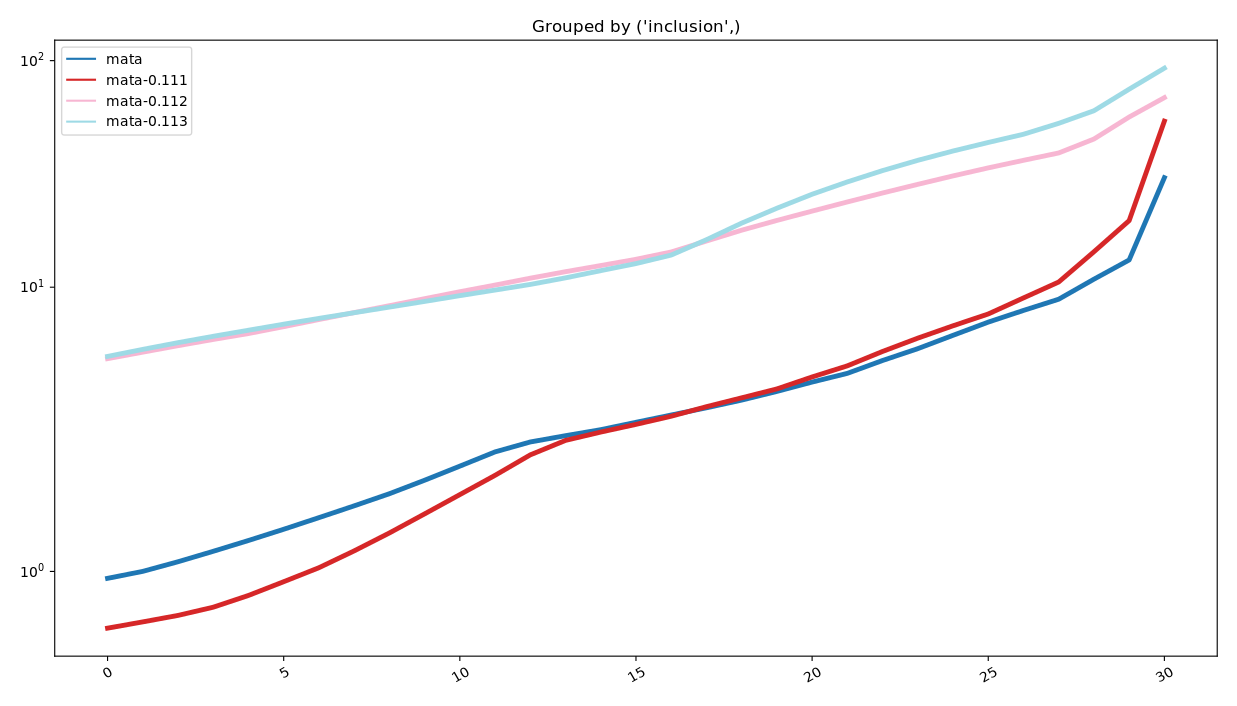 Grouped by ('inclusion',)
mata
mata-0.111
mata-0.112
mata-0.113
10²
10¹
10⁰
0 5 10 15 20 25 30